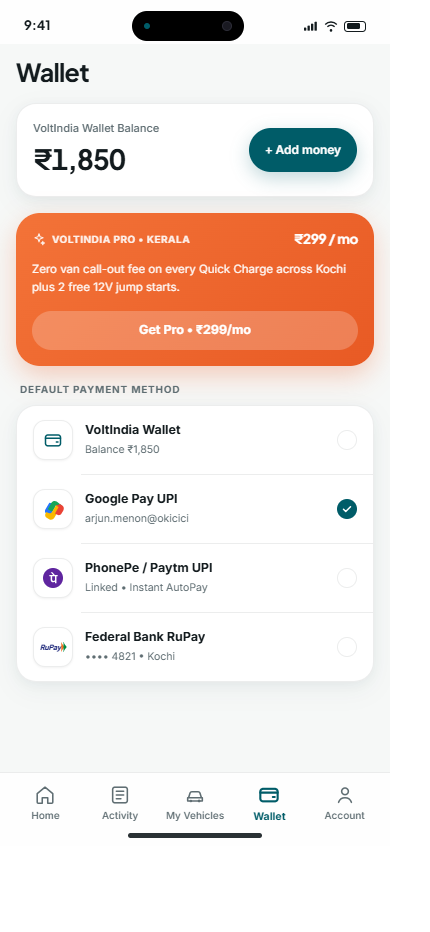 9:41
Wallet
VoltIndia Wallet Balance
₹1,850
+ Add money
VOLTINDIA PRO • KERALA
₹299 / mo
Zero van call-out fee on every Quick Charge across Kochi
plus 2 free 12V jump starts.
Get Pro • ₹299/mo
DEFAULT PAYMENT METHOD
VoltIndia Wallet
Balance ₹1,850
Google Pay UPI
arjun.menon@okicici
पे
PhonePe / Paytm UPI
Linked • Instant AutoPay
RuPay
Federal Bank RuPay
•••• 4821 • Kochi
Home
Activity
My Vehicles
Wallet
Account